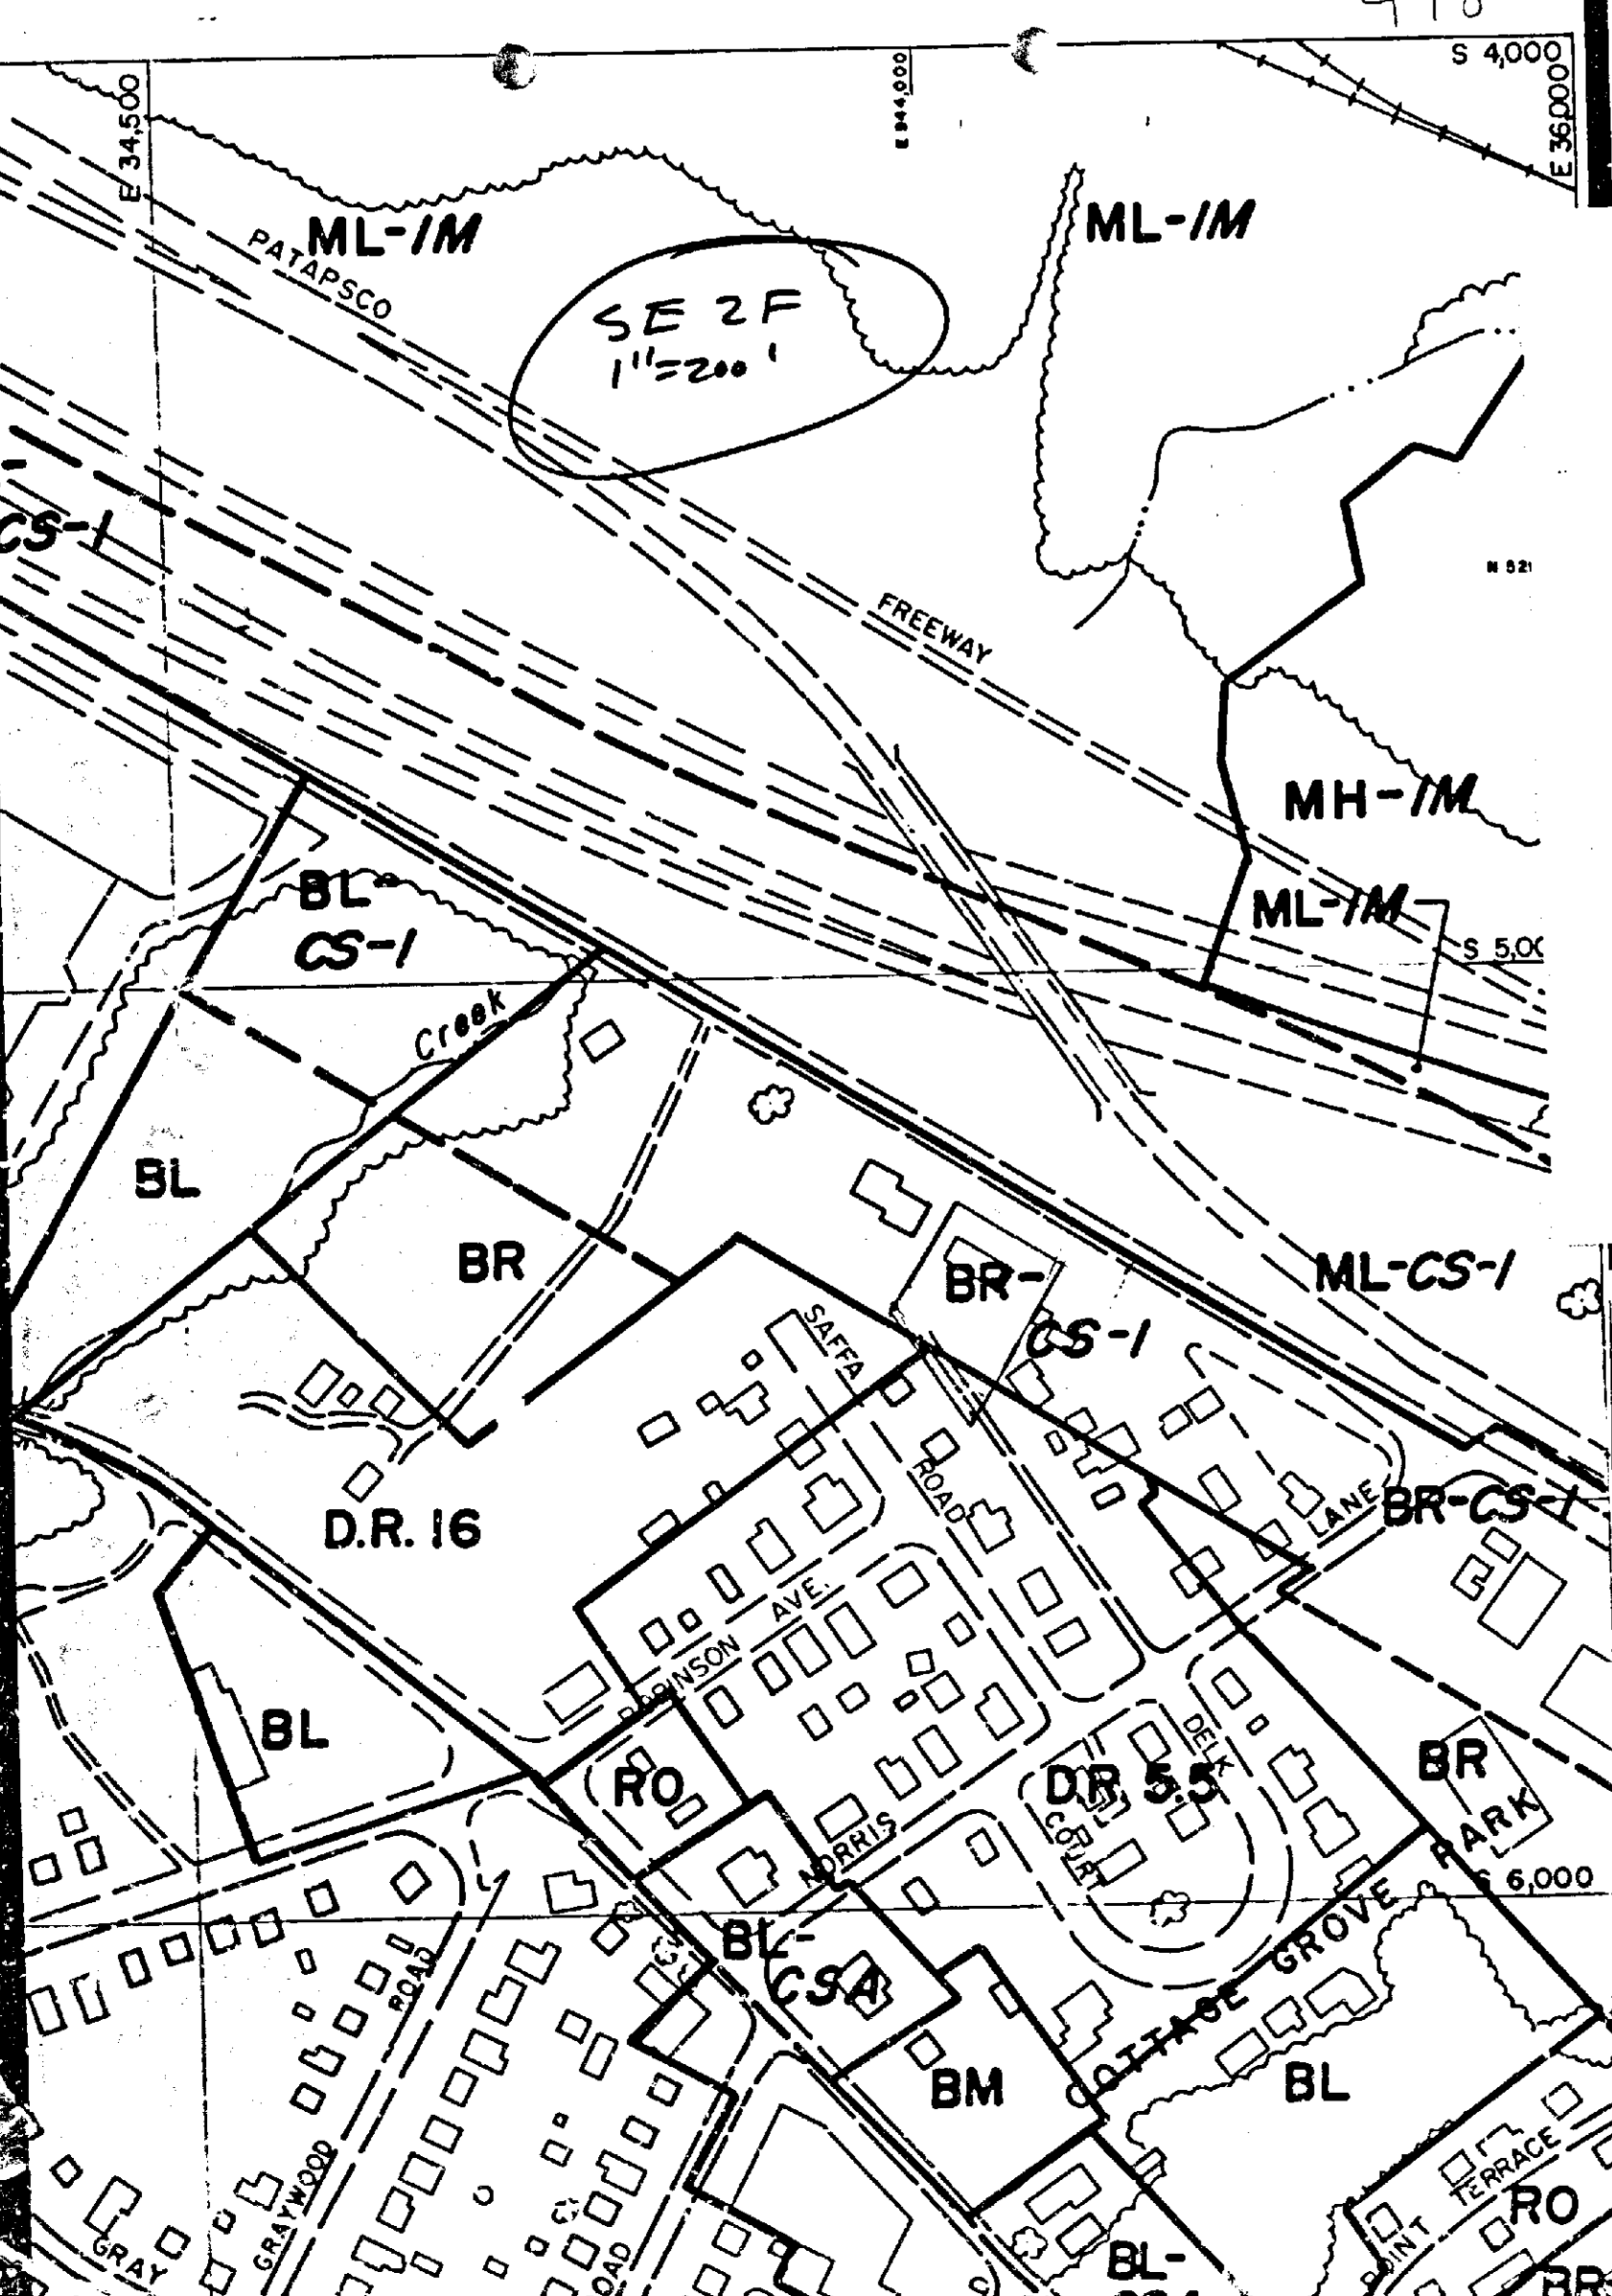 S 4,000
E 34,500
E 944,000
E 36,000
ML-IM
ML-IM
PATAPSCO
SE 2F
1"=200'
CS-1
N 521
FREEWAY
MH-IM
BL-
CS-1
ML-IM
S 5,00
Creek
BL
BR
BR-
CS-1
ML-CS-1
SAFFA
ROAD
LANE
BR-CS-1
D.R. 16
AVE.
ROBINSON
BL
RO
DELK
D.R. 5.5
COURT
BR
NORRIS
PARK
S 6,000
BL-
CSA
ROAD
GROVE
COTTAGE
BM
BL
GRAYWOOD
GRAY
TERRACE
RO
BL-